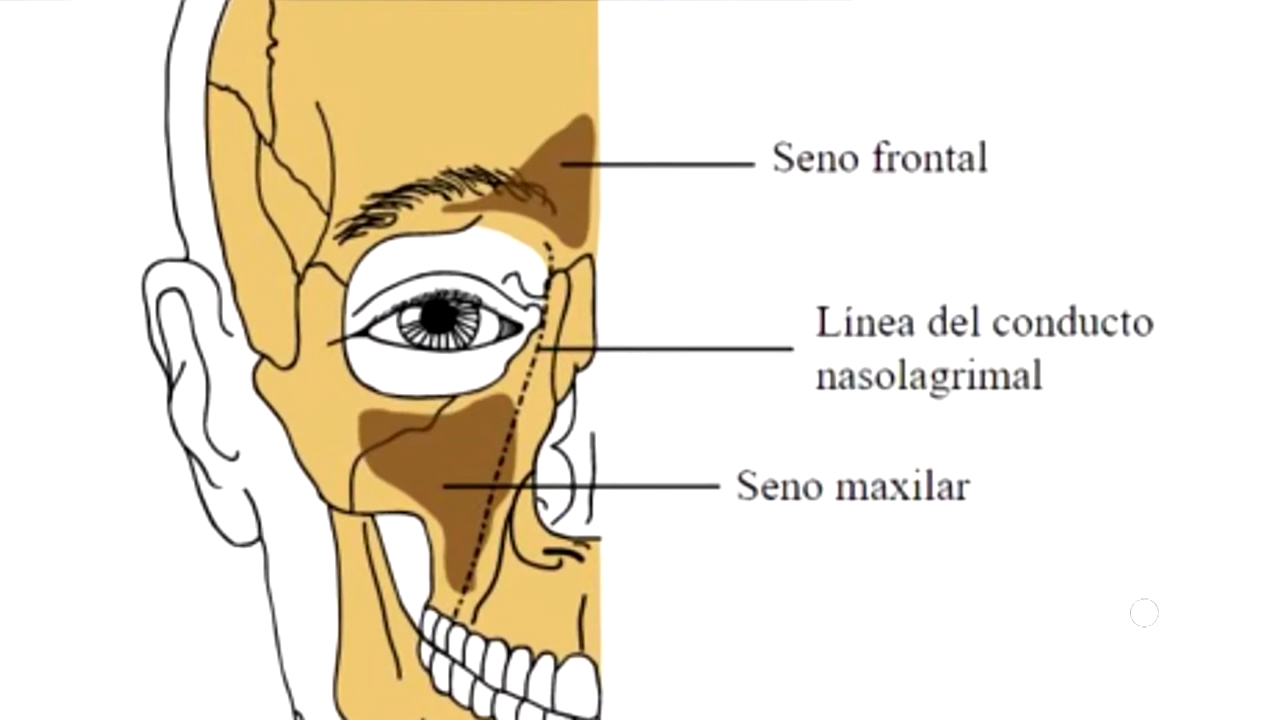 Seno frontal
Línea del conducto
nasolagrimal
Seno maxilar